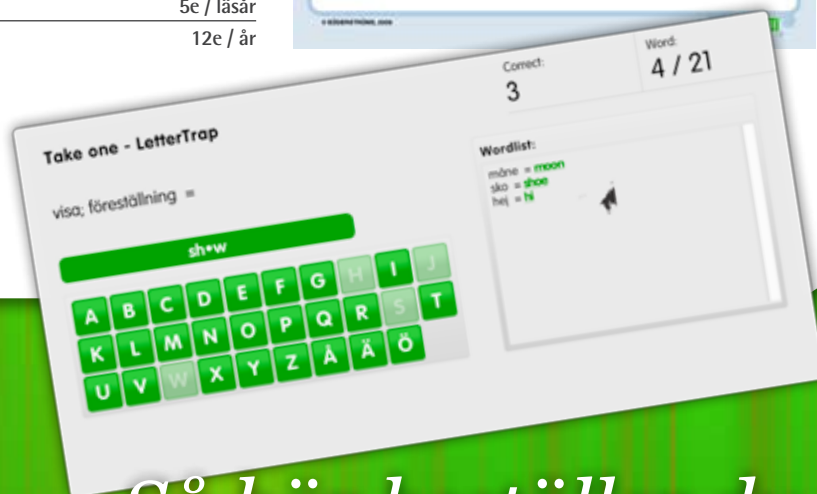 5e / läsår
12e / år
Correct:
3
Word:
4 / 21
Take one - LetterTrap
visa; föreställning =
sh•w
A B C D E F G H I J
K L M N O P Q R S T
U V W X Y Z Å Ä Ö
Wordlist:
måne = moon
sko = shoe
hej = hi